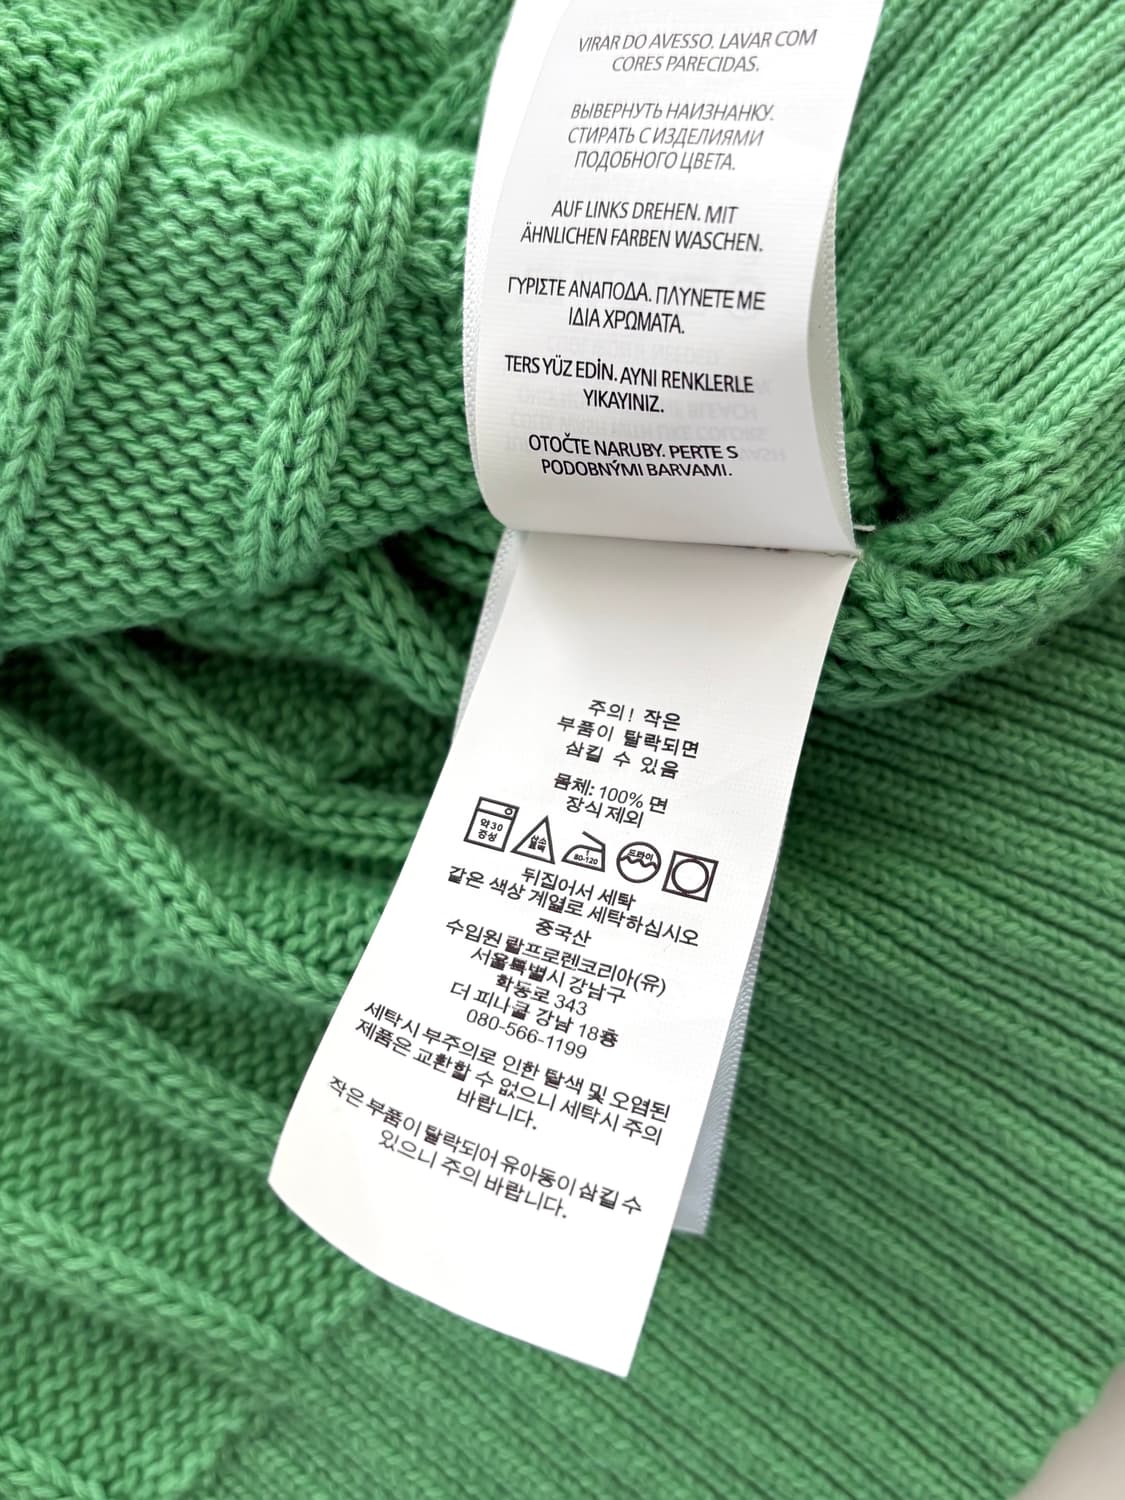 VIRAR DO AVESSO. LAVAR COM
CORES PARECIDAS.
ВЫВЕРНУТЬ НАИЗНАНКУ.
СТИРАТЬ С ИЗДЕЛИЯМИ
ПОДОБНОГО ЦВЕТА.
AUF LINKS DREHEN. MIT
ÄHNLICHEN FARBEN WASCHEN.
ΓΥΡΙΣΤΕ ΑΝΑΠΟΔΑ. ΠΛΥΝΕΤΕ ΜΕ
ΙΔΙΑ ΧΡΩΜΑΤΑ.
TERS YÜZ EDİN. AYNI RENKLERLE
YIKAYINIZ.
OTOČTE NARUBY. PERTE S
PODOBNÝMI BARVAMI.
주의! 작은
부품이 탈락되면
삼킬 수 있음
몸체: 100% 면
장식제외
약30
중성
산소
표백
80-120
드라이
뒤집어서 세탁
같은 색상 계열로 세탁하십시오
중국산
수입원 랄프로렌코리아(유)
서울특별시 강남구
학동로 343
더 피나클 강남 18층
080-566-1199
세탁시 부주의로 인한 탈색 및 오염된
제품은 교환할 수 없으니 세탁시 주의
바랍니다.
작은 부품이 탈락되어 유아동이 삼킬 수
있으니 주의 바랍니다.